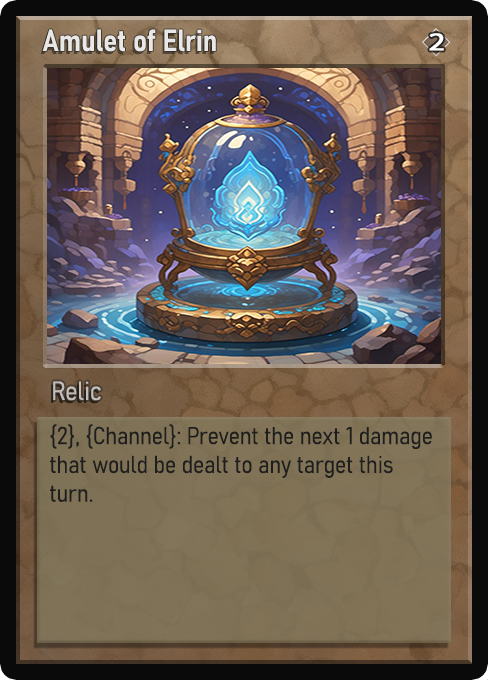 Amulet of Elrin 2
Relic
{2}, {Channel}: Prevent the next 1 damage
that would be dealt to any target this
turn.